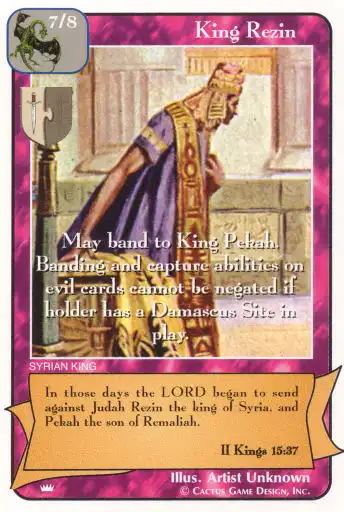 7/8
King Rezin
May band to King Pekah.
Banding and capture abilities on
evil cards cannot be negated if
holder has a Damascus Site in
play.
SYRIAN KING
In those days the LORD began to send
against Judah Rezin the king of Syria, and
Pekah the son of Remaliah.
II Kings 15:37
Illus. Artist Unknown
© CACTUS GAME DESIGN, INC.